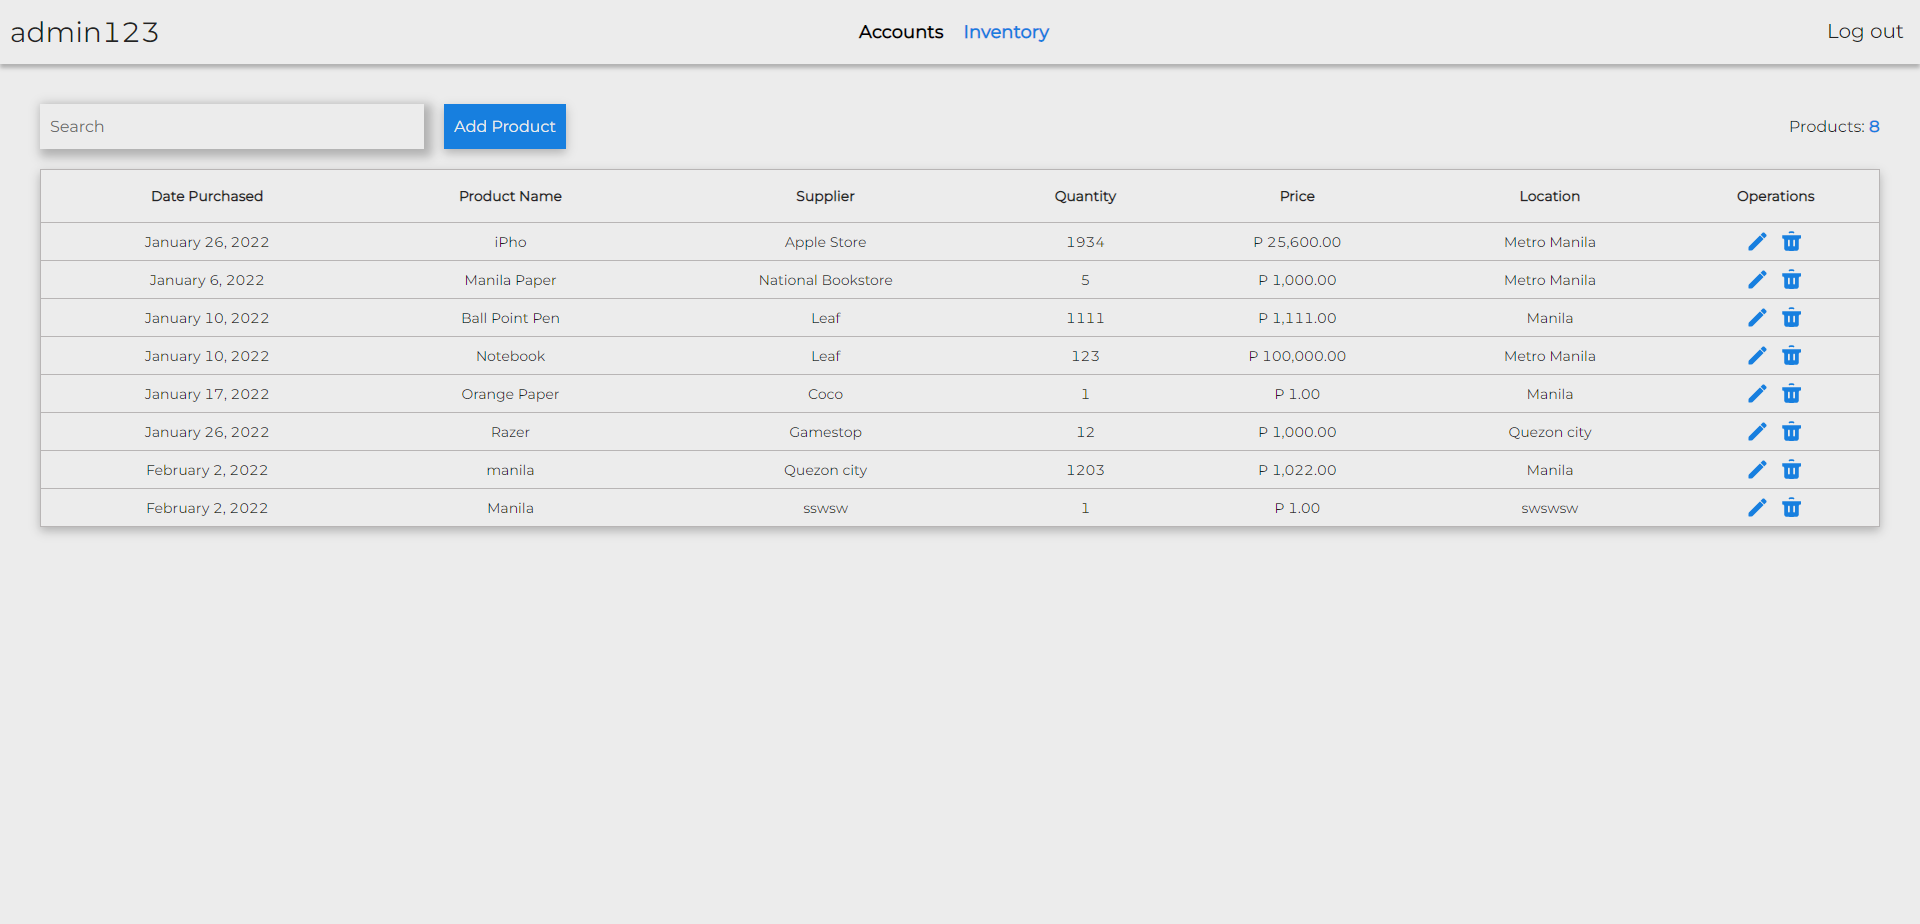 admin123 Accounts Inventory Log out
Search Add Product Products: 8
Date Purchased Product Name Supplier Quantity Price Location Operations
January 26, 2022 iPho Apple Store 1934 P 25,600.00 Metro Manila
January 6, 2022 Manila Paper National Bookstore 5 P 1,000.00 Metro Manila
January 10, 2022 Ball Point Pen Leaf 1111 P 1,111.00 Manila
January 10, 2022 Notebook Leaf 123 P 100,000.00 Metro Manila
January 17, 2022 Orange Paper Coco 1 P 1.00 Manila
January 26, 2022 Razer Gamestop 12 P 1,000.00 Quezon city
February 2, 2022 manila Quezon city 1203 P 1,022.00 Manila
February 2, 2022 Manila sswsw 1 P 1.00 swswsw